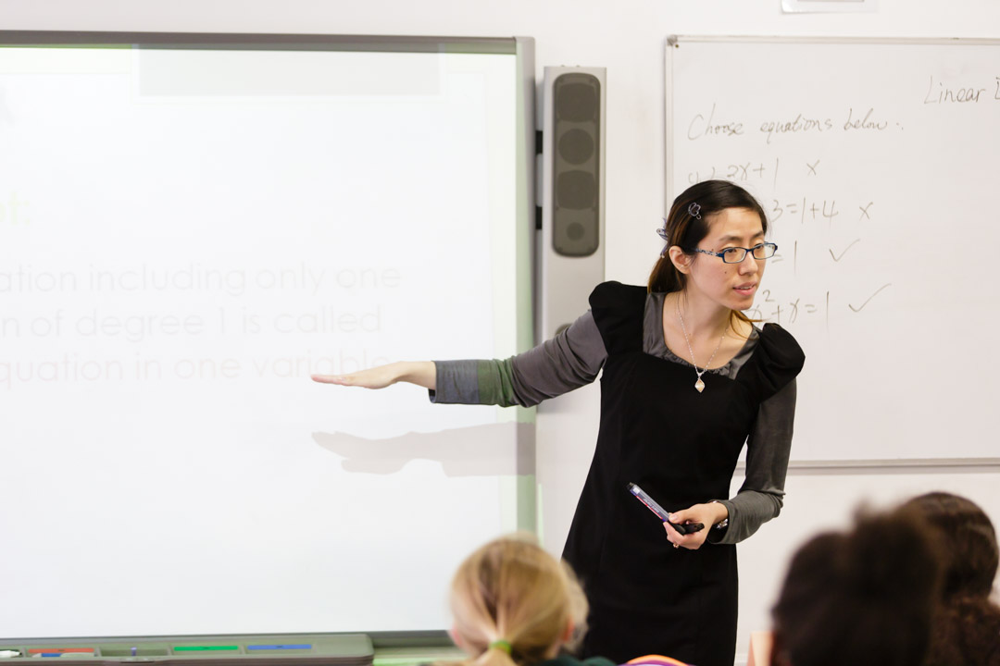 t:
ation including only one
n of degree 1 is called
quation in one variable
Linear
Choose equations below:
2x+1 x
3=1+4 x
=1 ✓
x²+x=1 ✓